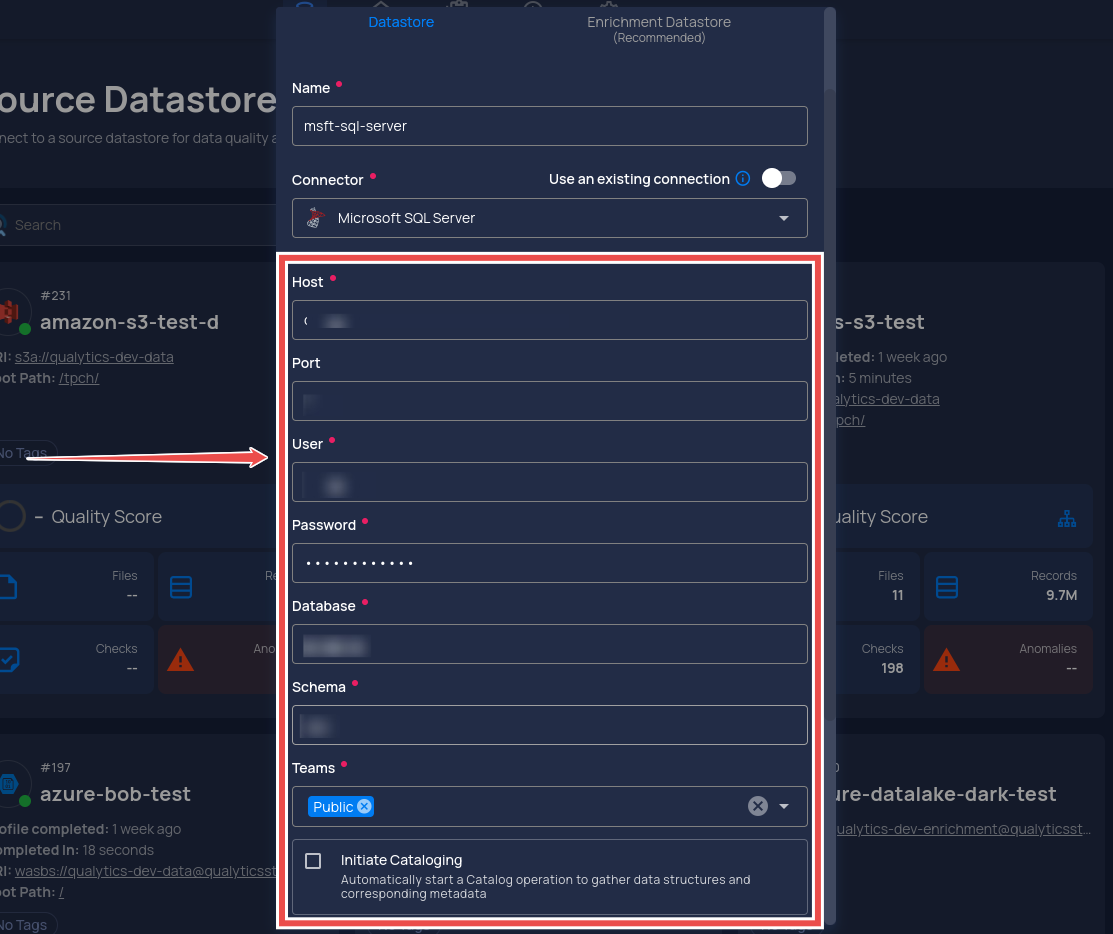 Datastore
Enrichment Datastore
(Recommended)
Name
msft-sql-server
Connector
Use an existing connection
Microsoft SQL Server
Host
Port
User
Password
••••••••••••
Database
Schema
Teams
Public
Initiate Cataloging
Automatically start a Catalog operation to gather data structures and
corresponding metadata
ource Datastore
nect to a source datastore for data quality a
Search
#231
amazon-s3-test-d
RI: s3a://qualytics-dev-data
oot Path: /tpch/
No Tags
– Quality Score
Files
--
Re
Checks
--
Ano
#197
azure-bob-test
ofile completed: 1 week ago
ompleted In: 18 seconds
RI: wasbs://qualytics-dev-data@qualyticsst
oot Path: /
No Tags
s-s3-test
leted: 1 week ago
n: 5 minutes
alytics-dev-data
pch/
uality Score
Files
11
Records
9.7M
Checks
198
Anomalies
--
ure-datalake-dark-test
ualytics-dev-enrichment@qualyticsst...